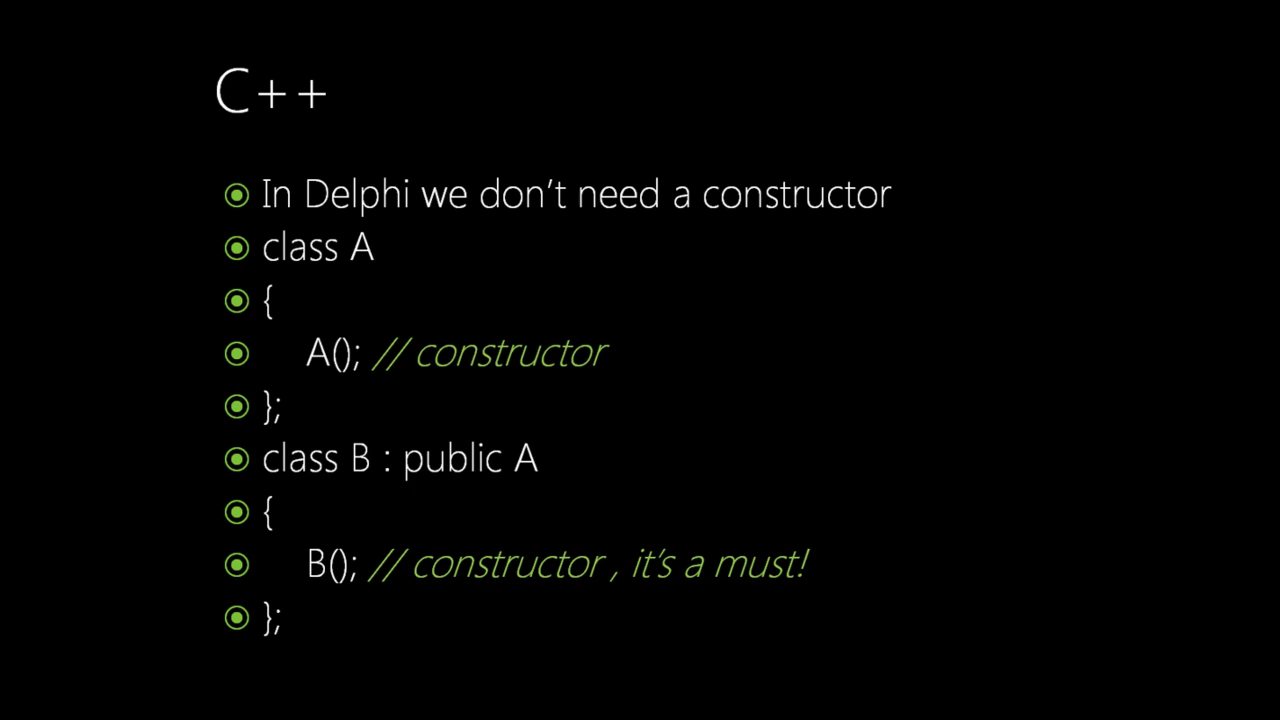 C++
In Delphi we don't need a constructor
class A
{
A(); // constructor
};
class B : public A
{
B(); // constructor , it's a must!
};